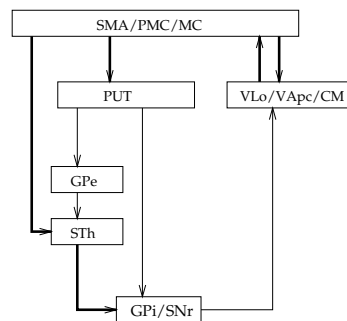 SMA/PMC/MC
PUT
VLo/VApc/CM
GPe
STh
GPi/SNr